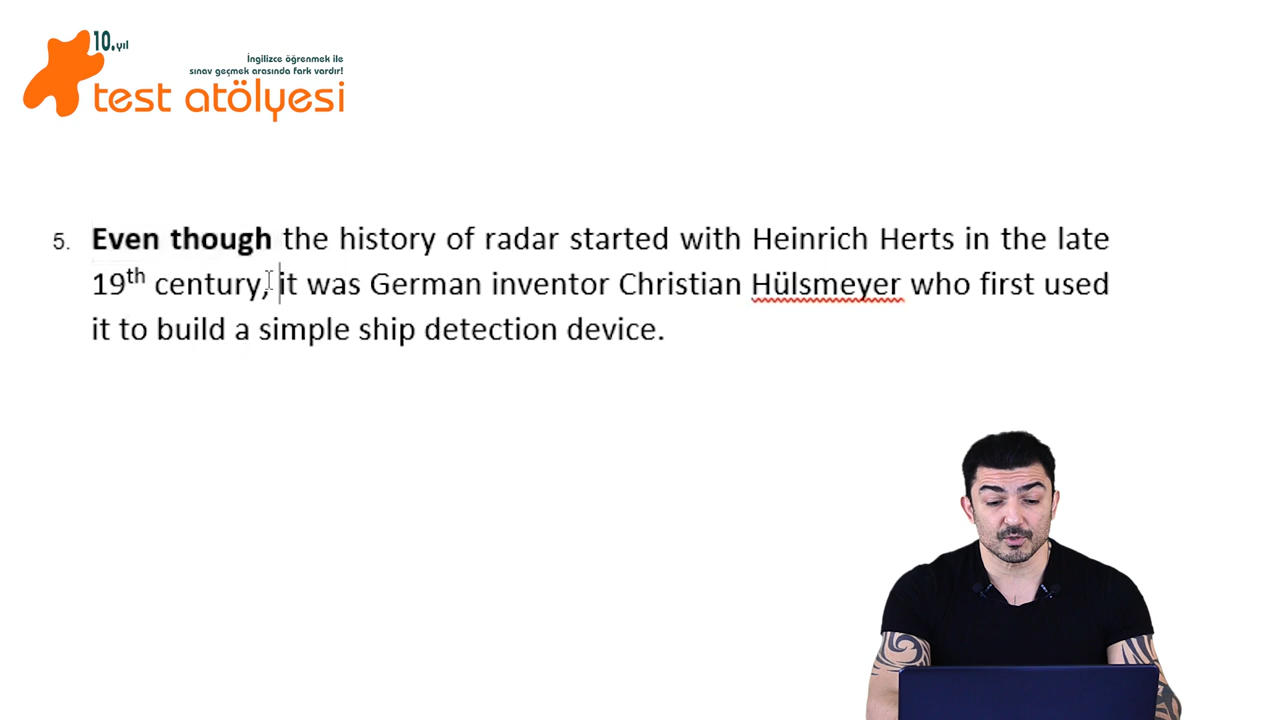 10.yıl
İngilizce öğrenmek ile
sınav geçmek arasında fark vardır!
test atölyesi
5. Even though the history of radar started with Heinrich Herts in the late
19th century, it was German inventor Christian Hülsmeyer who first used
it to build a simple ship detection device.